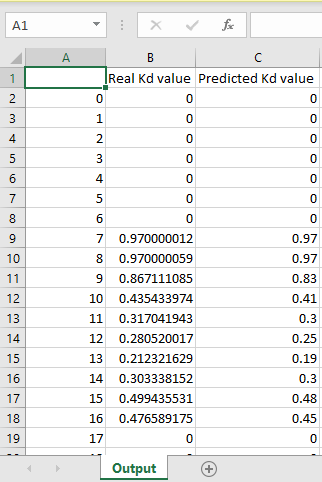 A1 fx
A B C
1 Real Kd value Predicted Kd value
2 0 0 0
3 1 0 0
4 2 0 0
5 3 0 0
6 4 0 0
7 5 0 0
8 6 0 0
9 7 0.970000012 0.97
10 8 0.970000059 0.97
11 9 0.867111085 0.83
12 10 0.435433974 0.41
13 11 0.317041943 0.3
14 12 0.280520017 0.25
15 13 0.212321629 0.19
16 14 0.303338152 0.3
17 15 0.499435531 0.48
18 16 0.476589175 0.45
19 17 0 0
Output